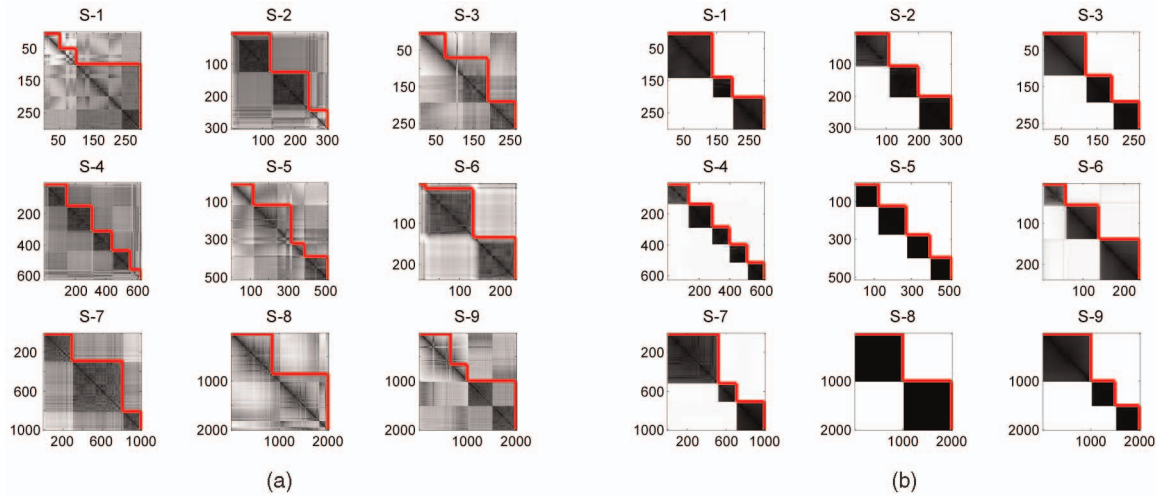 S-1 S-2 S-3 S-1 S-2 S-3
50 150 250 50 150 250
100 200 300 100 200 300
50 150 250 50 150 250
50 150 250 50 150 250
100 200 300 100 200 300
50 150 250 50 150 250
S-4 S-5 S-6 S-4 S-5 S-6
200 400 600 200 400 600
100 300 500 100 300 500
100 200 100 200
200 400 600 200 400 600
100 300 500 100 300 500
100 200 100 200
S-7 S-8 S-9 S-7 S-8 S-9
200 600 1000 200 600 1000
1000 2000 1000 2000
1000 2000 1000 2000
200 600 1000 200 600 1000
1000 2000 1000 2000
1000 2000 1000 2000
(a) (b)